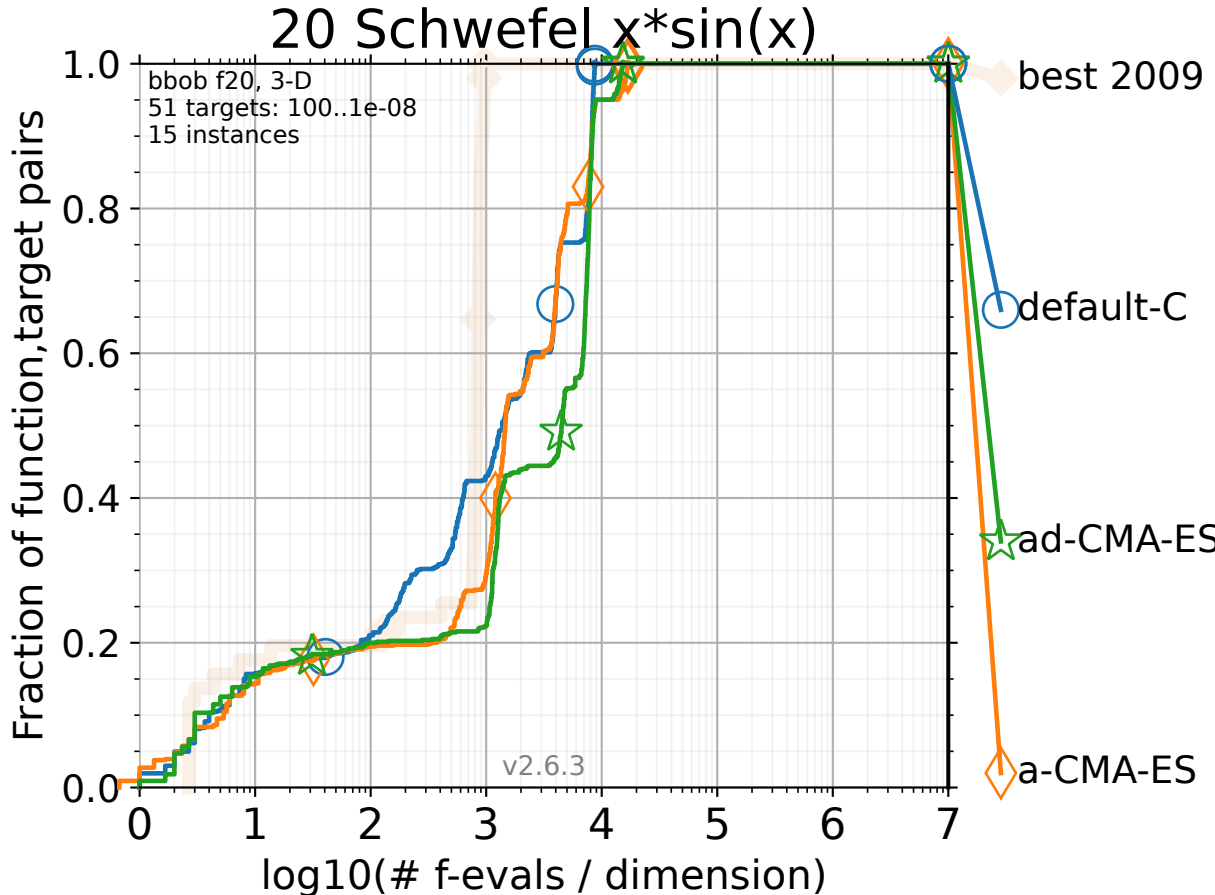 20 Schwefel x*sin(x)
bbob f20, 3-D
51 targets: 100..1e-08
15 instances
Fraction of function,target pairs
1.0
0.8
0.6
0.4
0.2
0.0
best 2009
default-C
ad-CMA-ES
a-CMA-ES
v2.6.3
0 1 2 3 4 5 6 7
log10(# f-evals / dimension)